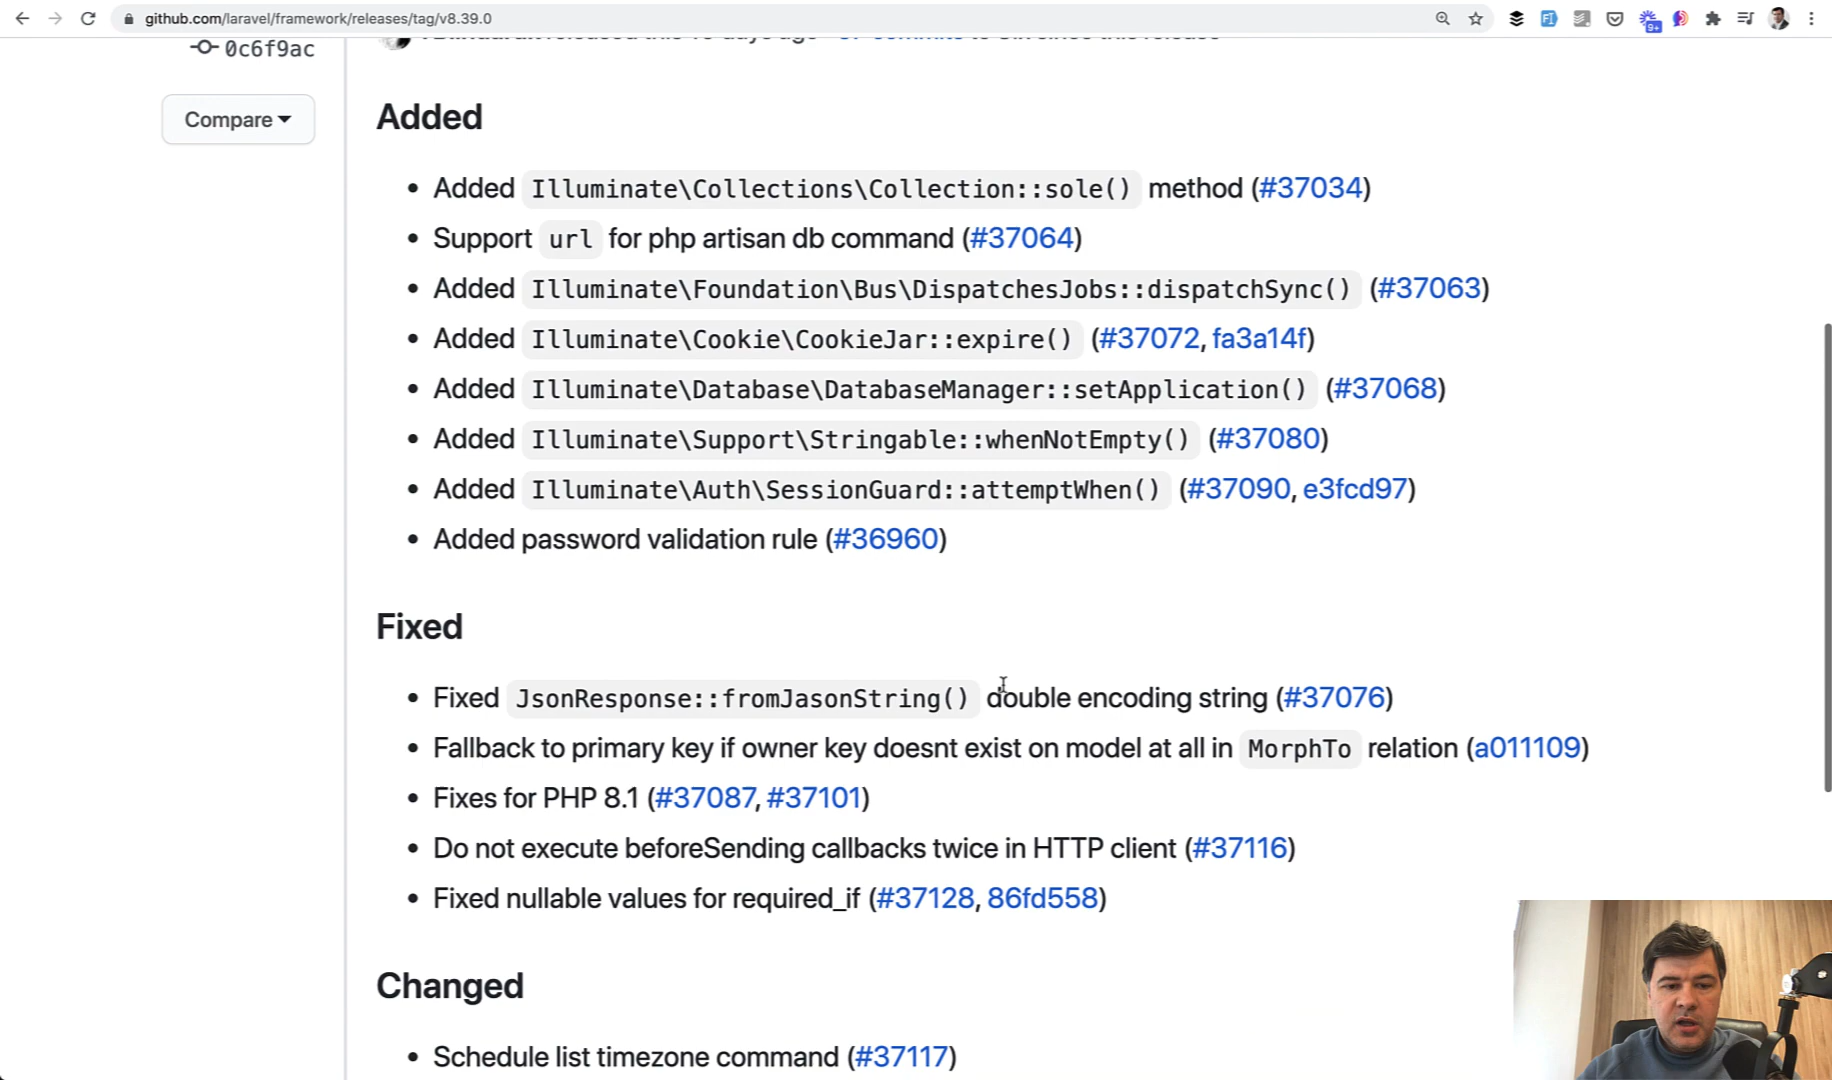 github.com/laravel/framework/releases/tag/v8.39.0
9+
0c6f9ac
Compare
Added
Added Illuminate\Collections\Collection::sole() method (#37034)
Support url for php artisan db command (#37064)
Added Illuminate\Foundation\Bus\DispatchesJobs::dispatchSync() (#37063)
Added Illuminate\Cookie\CookieJar::expire() (#37072, fa3a14f)
Added Illuminate\Database\DatabaseManager::setApplication() (#37068)
Added Illuminate\Support\Stringable::whenNotEmpty() (#37080)
Added Illuminate\Auth\SessionGuard::attemptWhen() (#37090, e3fcd97)
Added password validation rule (#36960)
Fixed
Fixed JsonResponse::fromJasonString() double encoding string (#37076)
Fallback to primary key if owner key doesnt exist on model at all in MorphTo relation (a011109)
Fixes for PHP 8.1 (#37087, #37101)
Do not execute beforeSending callbacks twice in HTTP client (#37116)
Fixed nullable values for required_if (#37128, 86fd558)
Changed
Schedule list timezone command (#37117)